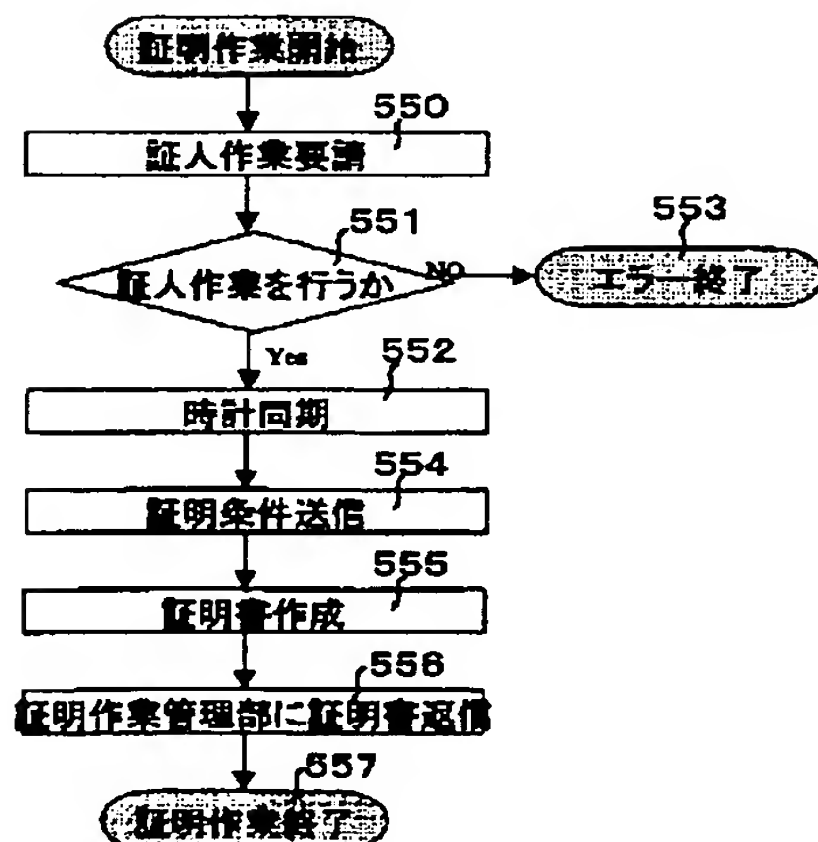 証明作業開始
550
証人作業要請
551
証人作業を行うか
NO
553
エラー終了
Yes
552
時計同期
554
証明条件送信
555
証明書作成
556
証明作業管理部に証明書返信
557
証明作業終了